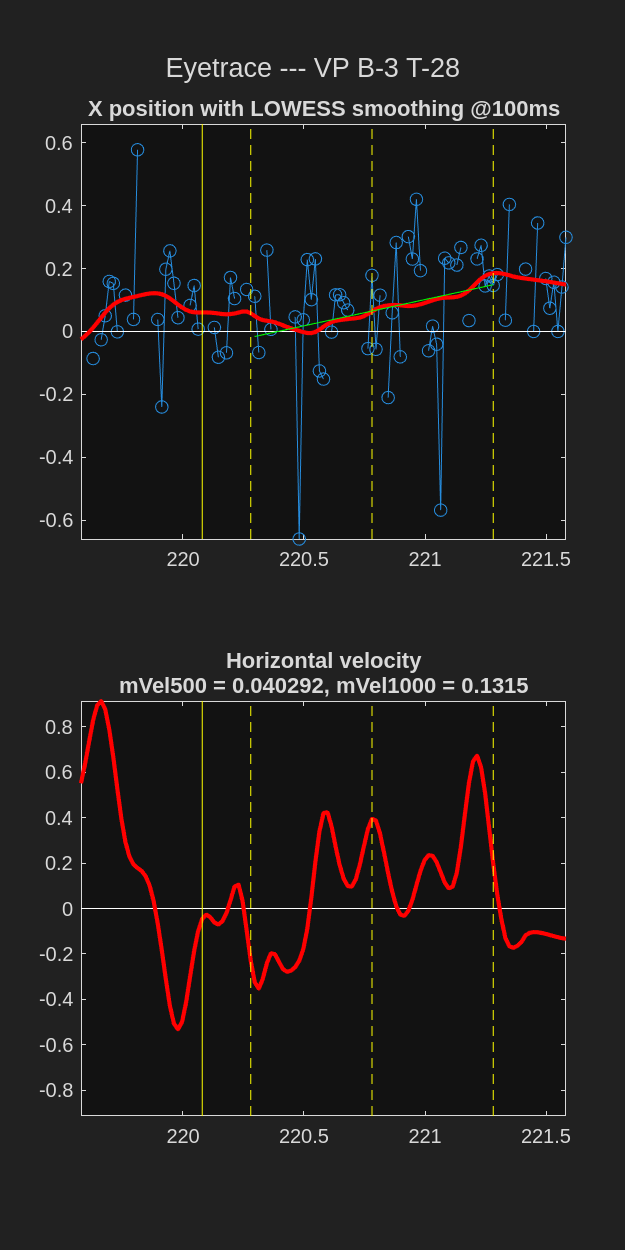 Eyetrace --- VP B-3 T-28
X position with LOWESS smoothing @100ms
0.6
0.4
0.2
0
-0.2
-0.4
-0.6
220 220.5 221 221.5
Horizontal velocity
mVel500 = 0.040292, mVel1000 = 0.1315
0.8
0.6
0.4
0.2
0
-0.2
-0.4
-0.6
-0.8
220 220.5 221 221.5